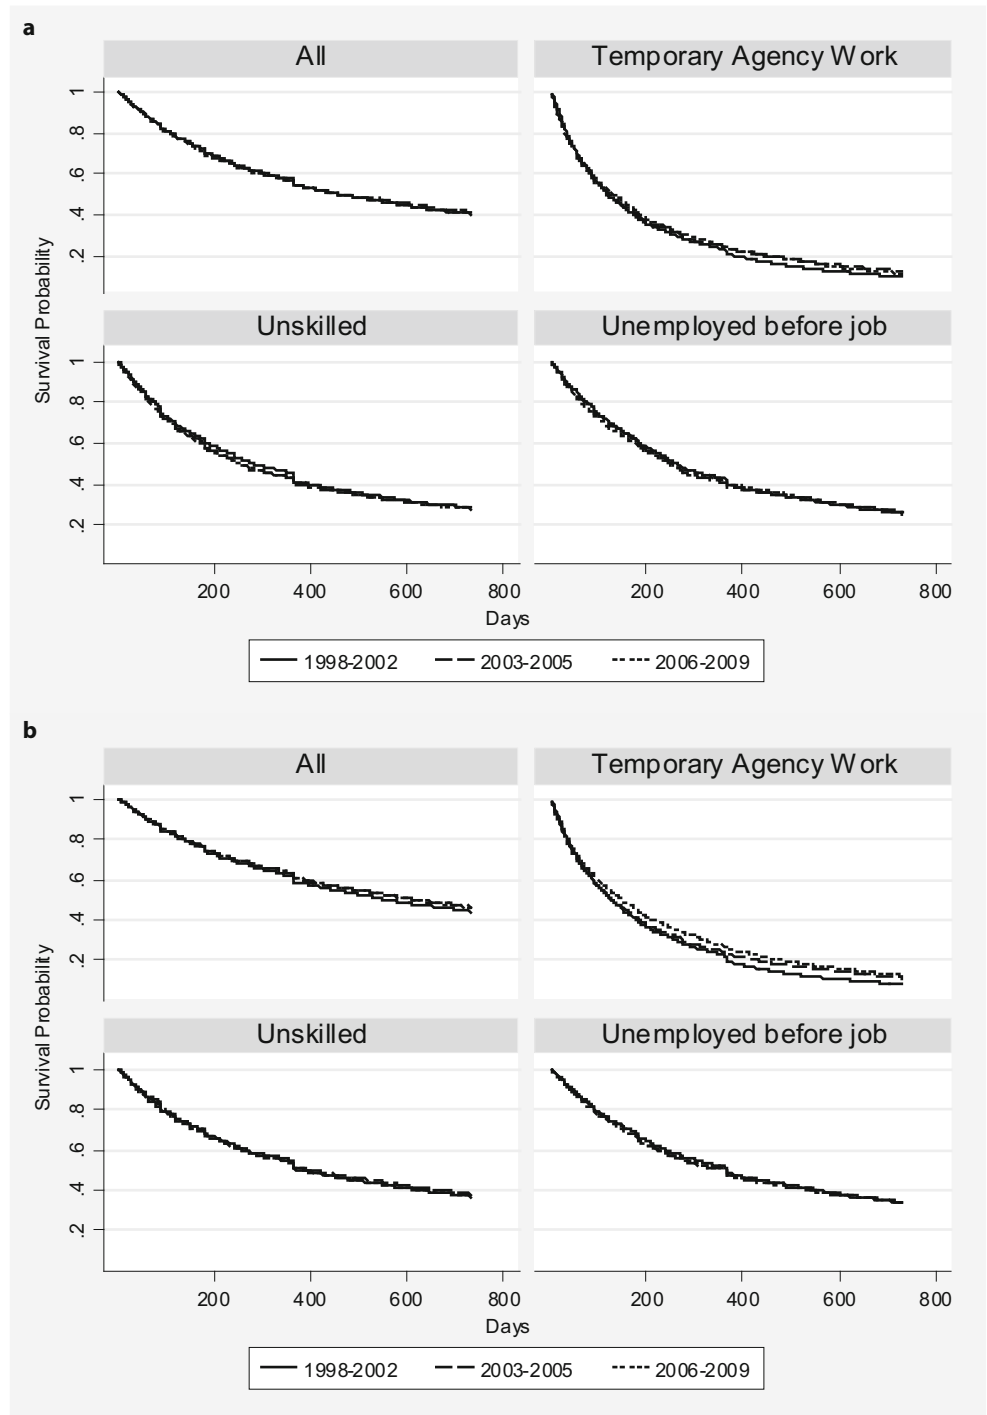 a
All
Temporary Agency Work
1
.8
.6
.4
.2
Survival Probability
Unskilled
Unemployed before job
1
.8
.6
.4
.2
200 400 600 800
200 400 600 800
Days
1998-2002 2003-2005 2006-2009
b
All
Temporary Agency Work
1
.8
.6
.4
.2
Survival Probability
Unskilled
Unemployed before job
1
.8
.6
.4
.2
200 400 600 800
200 400 600 800
Days
1998-2002 2003-2005 2006-2009